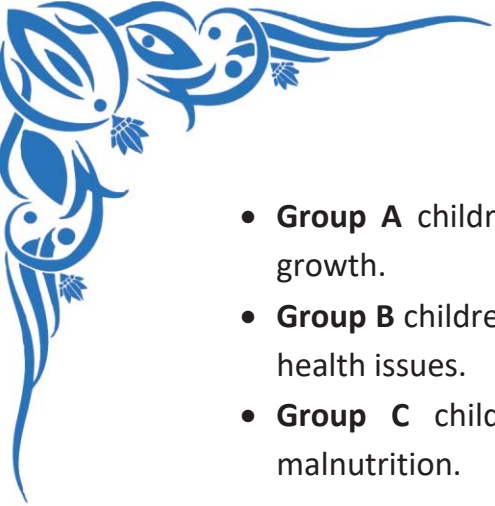 • Group A childr
growth.
• Group B childre
health issues.
• Group C child
malnutrition.